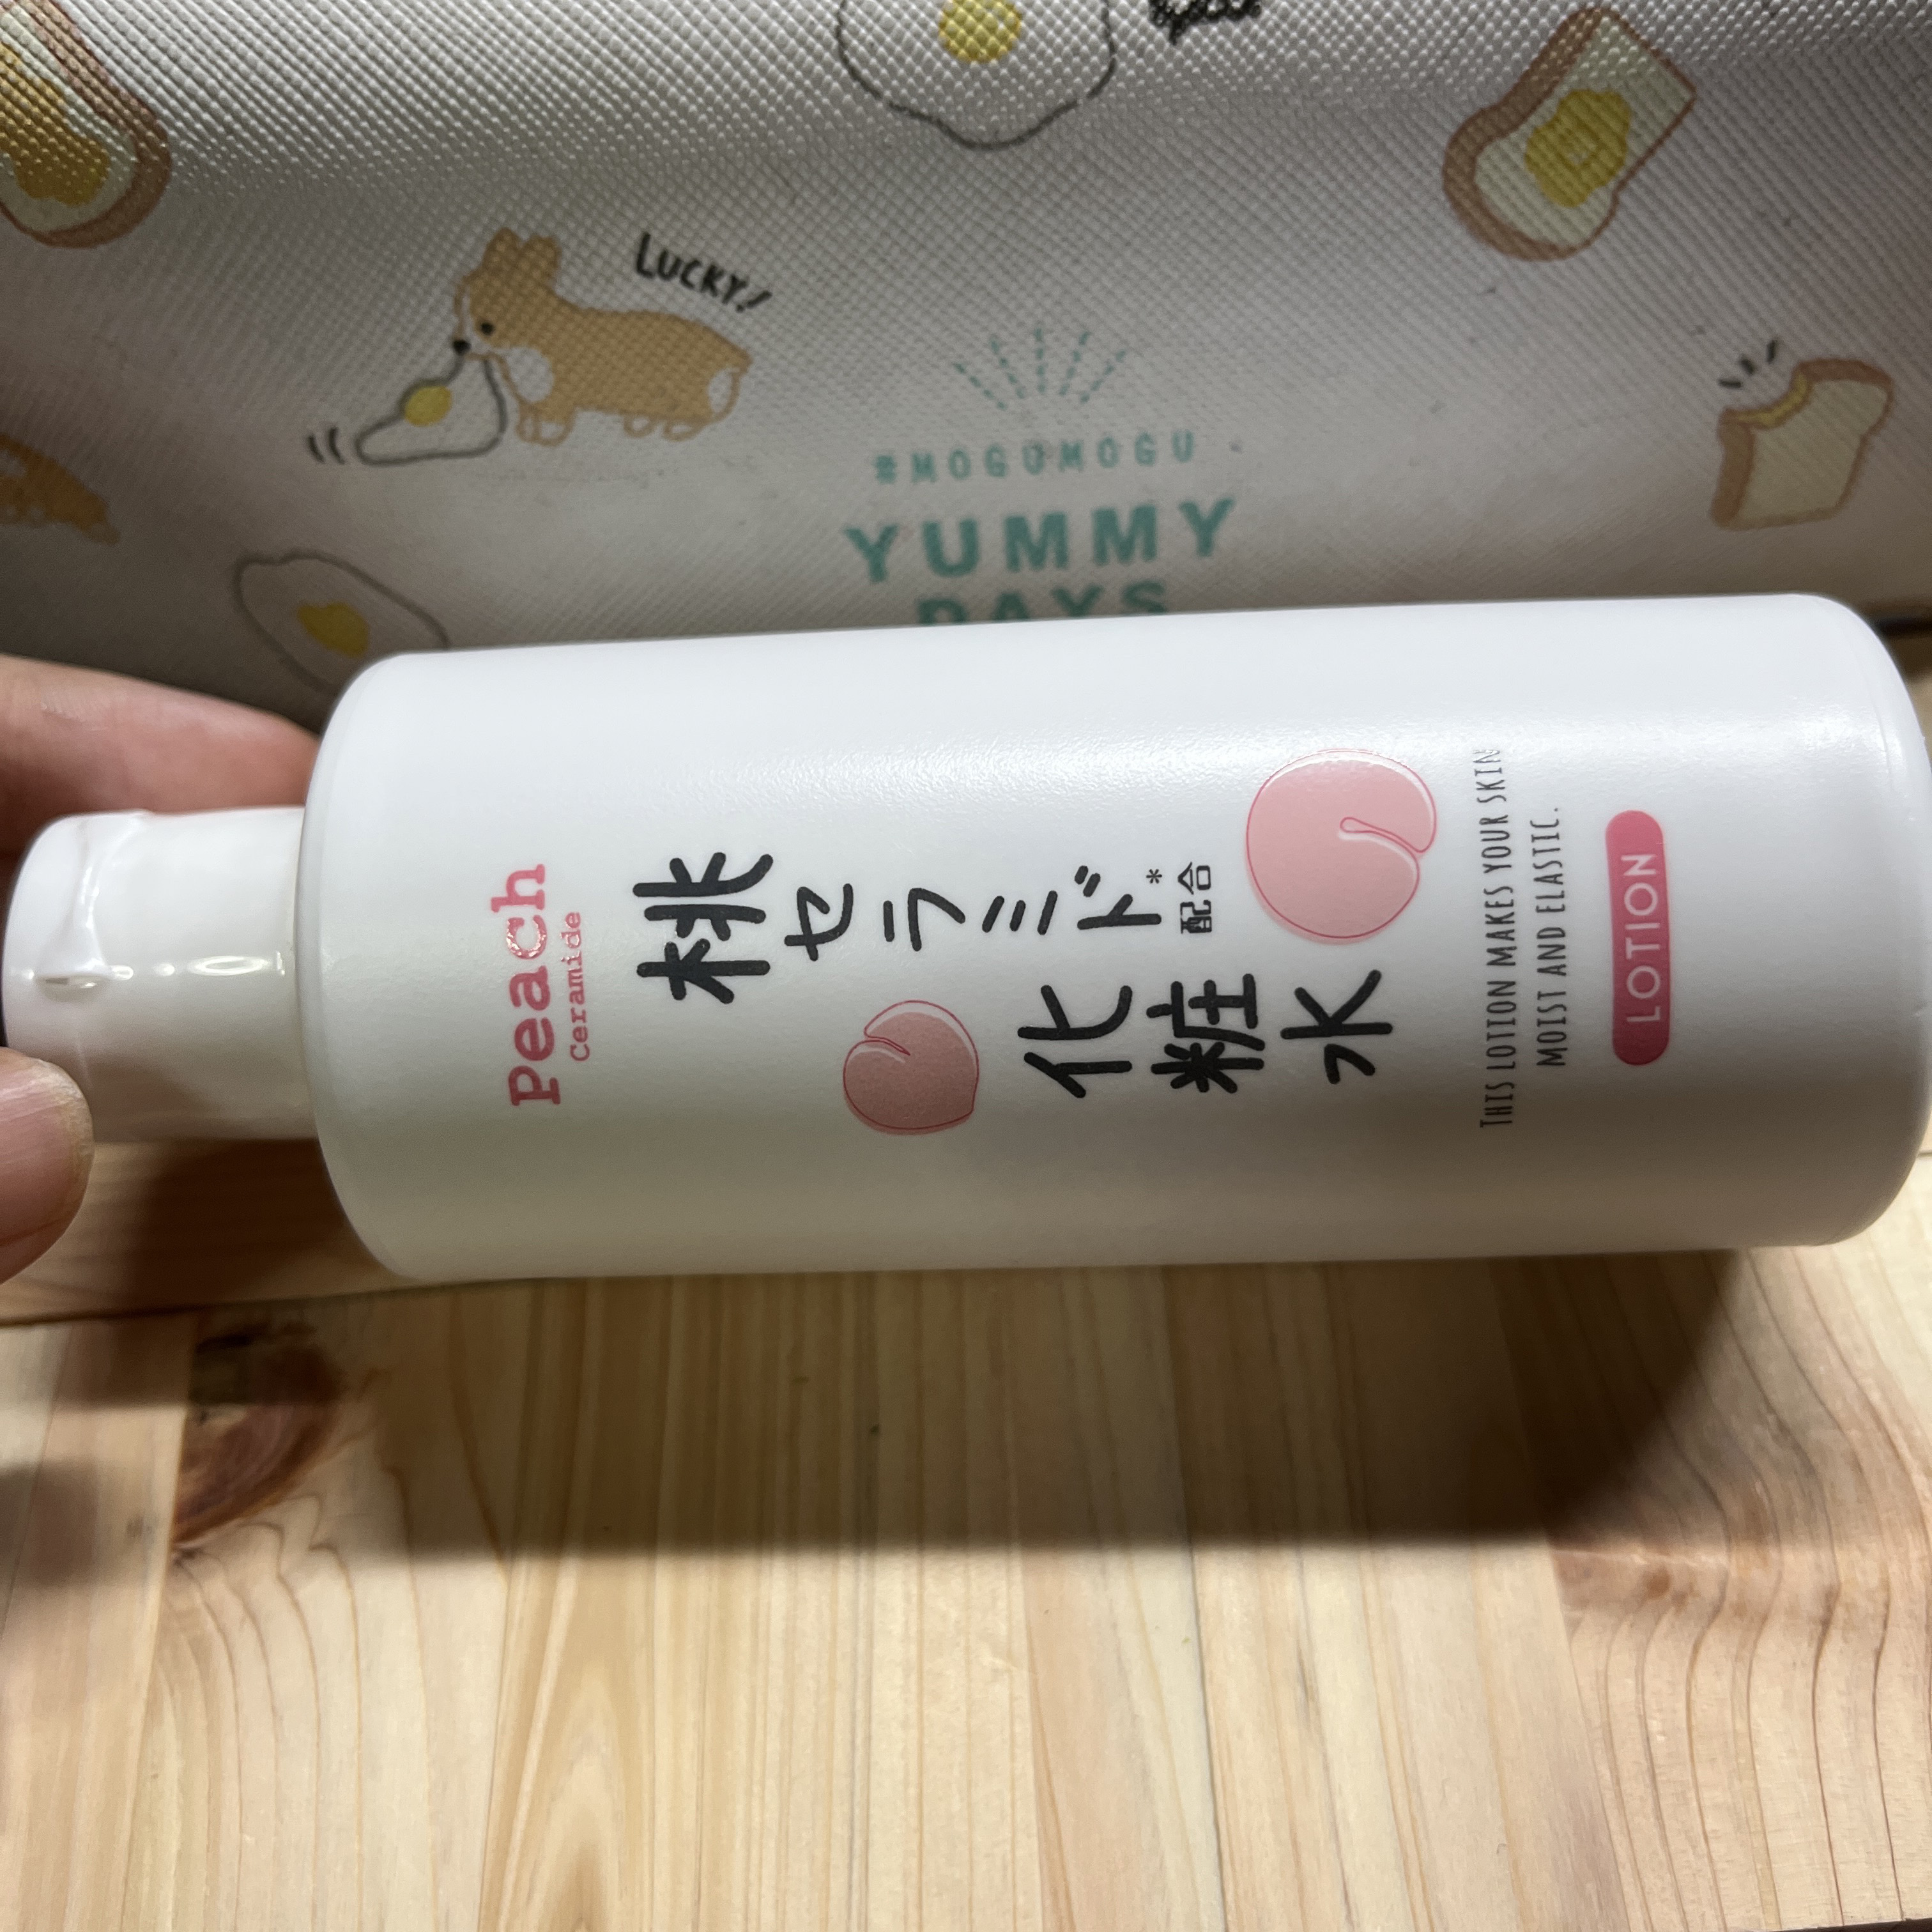 LUCKY!
#MOGUMOGU
YUMMY
DAYS
Peach
Ceramide
桃セラミド*配合
化粧水
THIS LOTION MAKES YOUR SKIN
MOIST AND ELASTIC.
LOTION